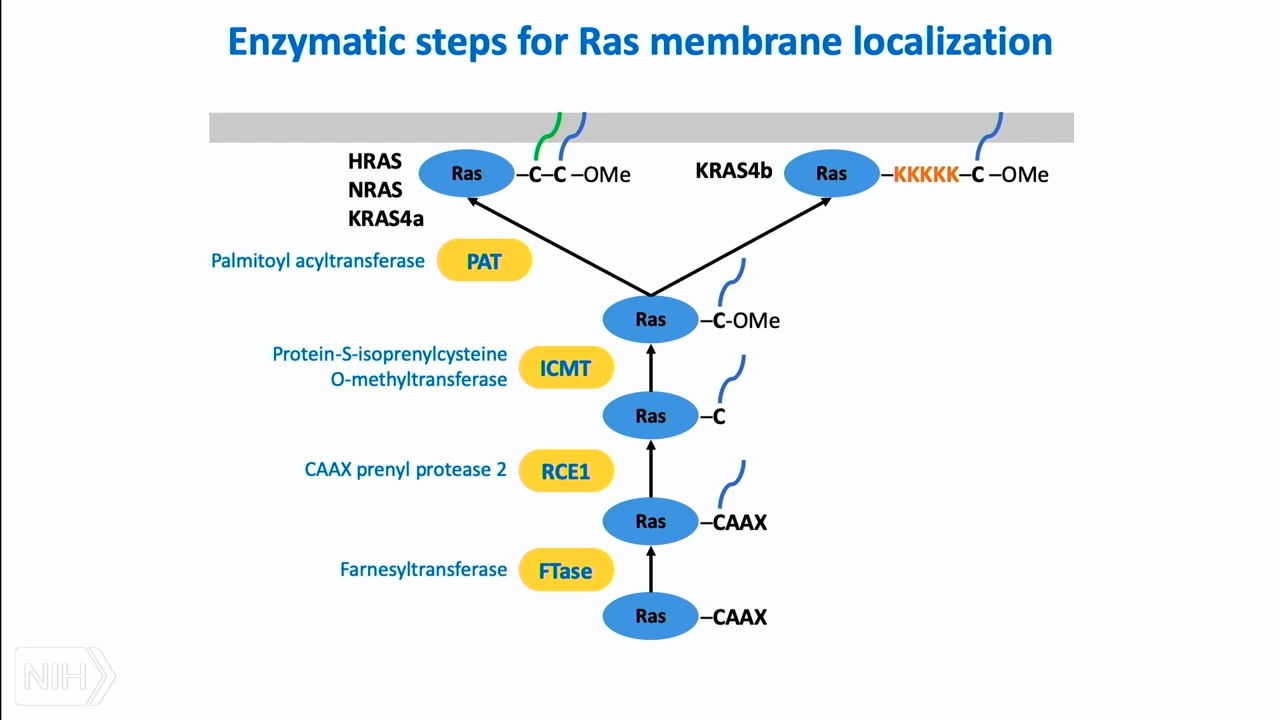 Enzymatic steps for Ras membrane localization
HRAS
NRAS
KRAS4a
Ras
–C–C–OMe
KRAS4b
Ras
–KKKKK–C–OMe
Palmitoyl acyltransferase
PAT
Ras
–C-OMe
Protein-S-isoprenylcysteine
O-methyltransferase
ICMT
Ras
–C
CAAX prenyl protease 2
RCE1
Ras
–CAAX
Farnesyltransferase
FTase
Ras
–CAAX
NIH